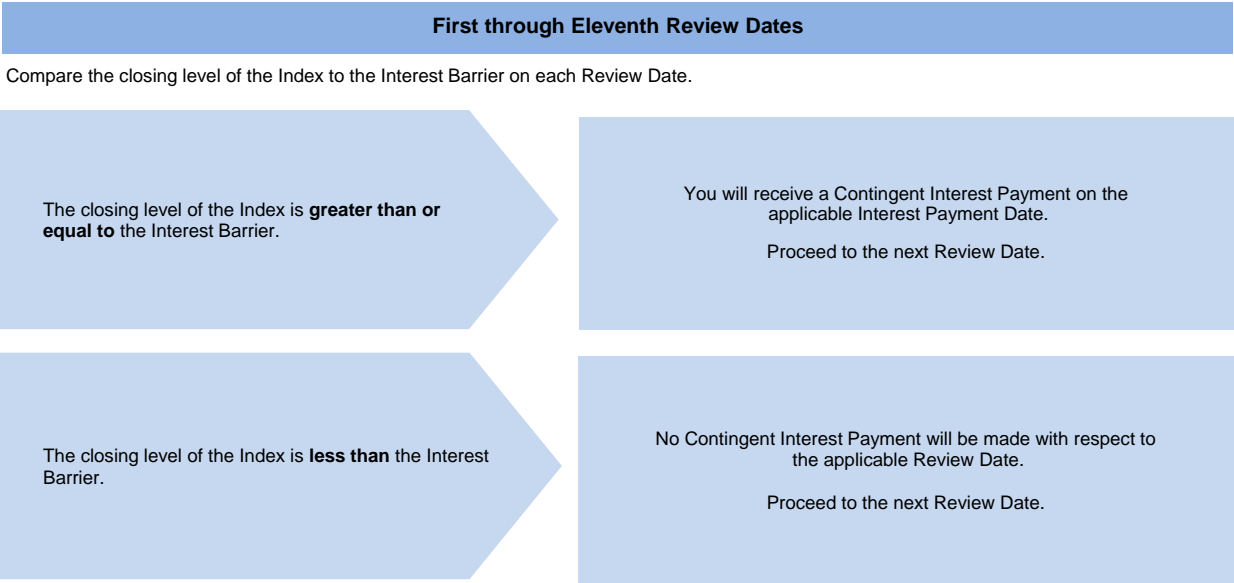 First through Eleventh Review Dates
Compare the closing level of the Index to the Interest Barrier on each Review Date.
The closing level of the Index is greater than or
equal to the Interest Barrier.
You will receive a Contingent Interest Payment on the
applicable Interest Payment Date.
Proceed to the next Review Date.
The closing level of the Index is less than the Interest
Barrier.
No Contingent Interest Payment will be made with respect to
the applicable Review Date.
Proceed to the next Review Date.